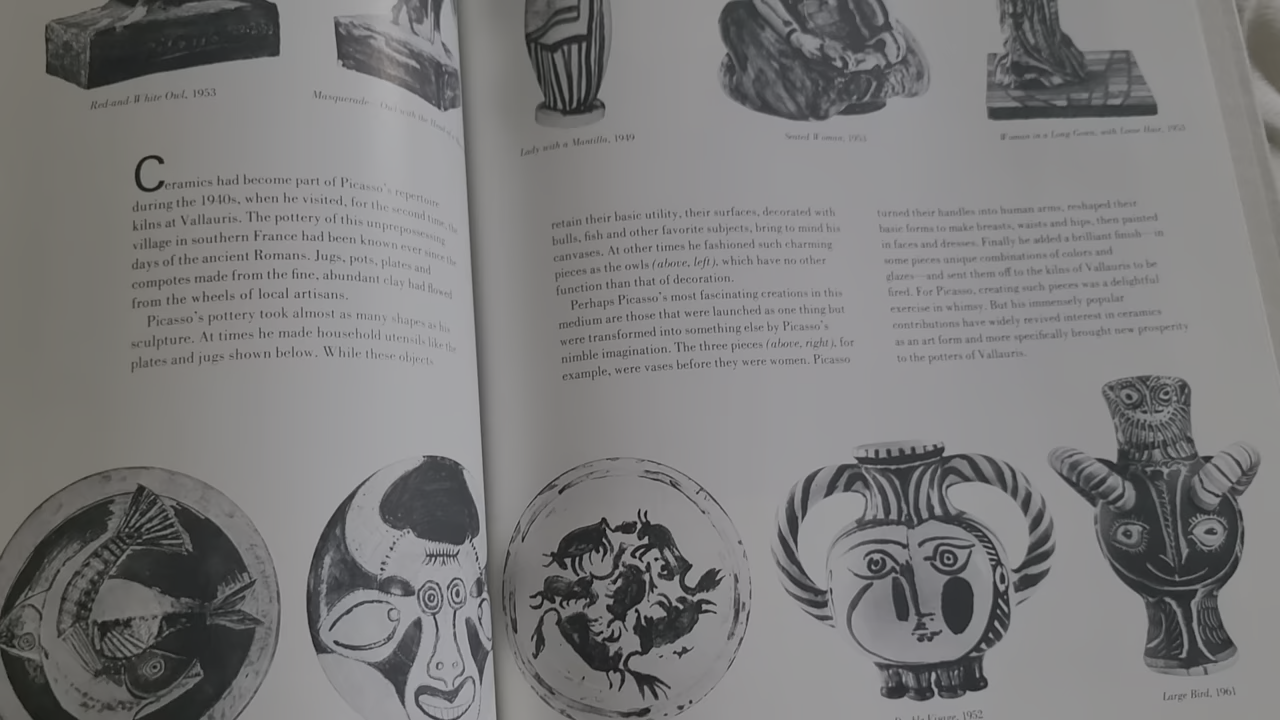 Red-and-White Owl, 1953
Masquerade Owl with the Head of a
Lady with a Mantilla, 1949
Seated Woman, 1953
Woman in a Long Gown, with Loose Hair, 1953
Ceramics had become part of Picasso's repertoire
during the 1940s, when he visited, for the second time, the
kilns at Vallauris. The pottery of this unprepossessing
village in southern France had been known ever since the
days of the ancient Romans. Jugs, pots, plates and
compotes made from the fine, abundant clay had flowed
from the wheels of local artisans.
Picasso's pottery took almost as many shapes as his
sculpture. At times he made household utensils like the
plates and jugs shown below. While these objects
retain their basic utility, their surfaces, decorated with
bulls, fish and other favorite subjects, bring to mind his
canvases. At other times he fashioned such charming
pieces as the owls (above, left), which have no other
function than that of decoration.
Perhaps Picasso's most fascinating creations in this
medium are those that were launched as one thing but
were transformed into something else by Picasso's
nimble imagination. The three pieces (above, right), for
example, were vases before they were women. Picasso
turned their handles into human arms, reshaped their
basic forms to make breasts, waists and hips, then painted
in faces and dresses. Finally he added a brilliant finish—in
some pieces unique combinations of colors and
glazes—and sent them off to the kilns of Vallauris to be
fired. For Picasso, creating such pieces was a delightful
exercise in whimsy. But his immensely popular
contributions have widely revived interest in ceramics
as an art form and more specifically brought new prosperity
to the potters of Vallauris.
1952
Large Bird, 1961